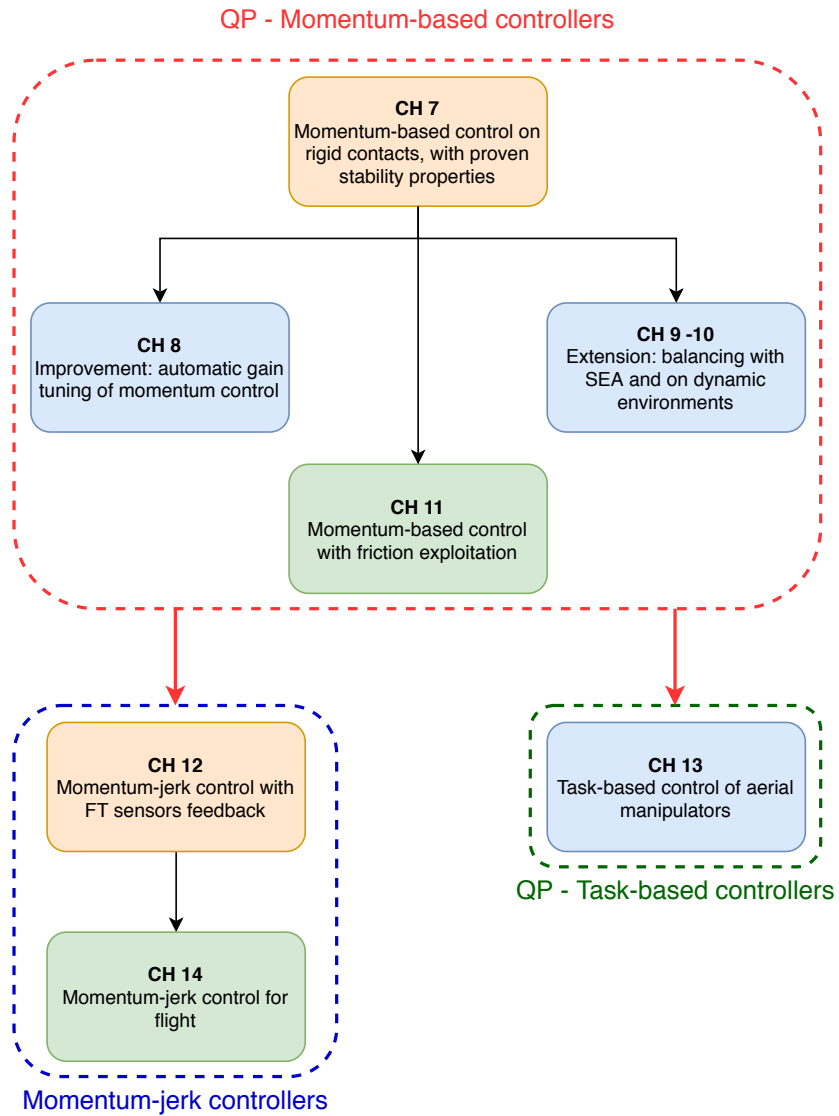 QP - Momentum-based controllers
CH 7
Momentum-based control on
rigid contacts, with proven
stability properties
CH 8
Improvement: automatic gain
tuning of momentum control
CH 9 -10
Extension: balancing with
SEA and on dynamic
environments
CH 11
Momentum-based control
with friction exploitation
CH 12
Momentum-jerk control with
FT sensors feedback
CH 13
Task-based control of aerial
manipulators
QP - Task-based controllers
CH 14
Momentum-jerk control for
flight
Momentum-jerk controllers